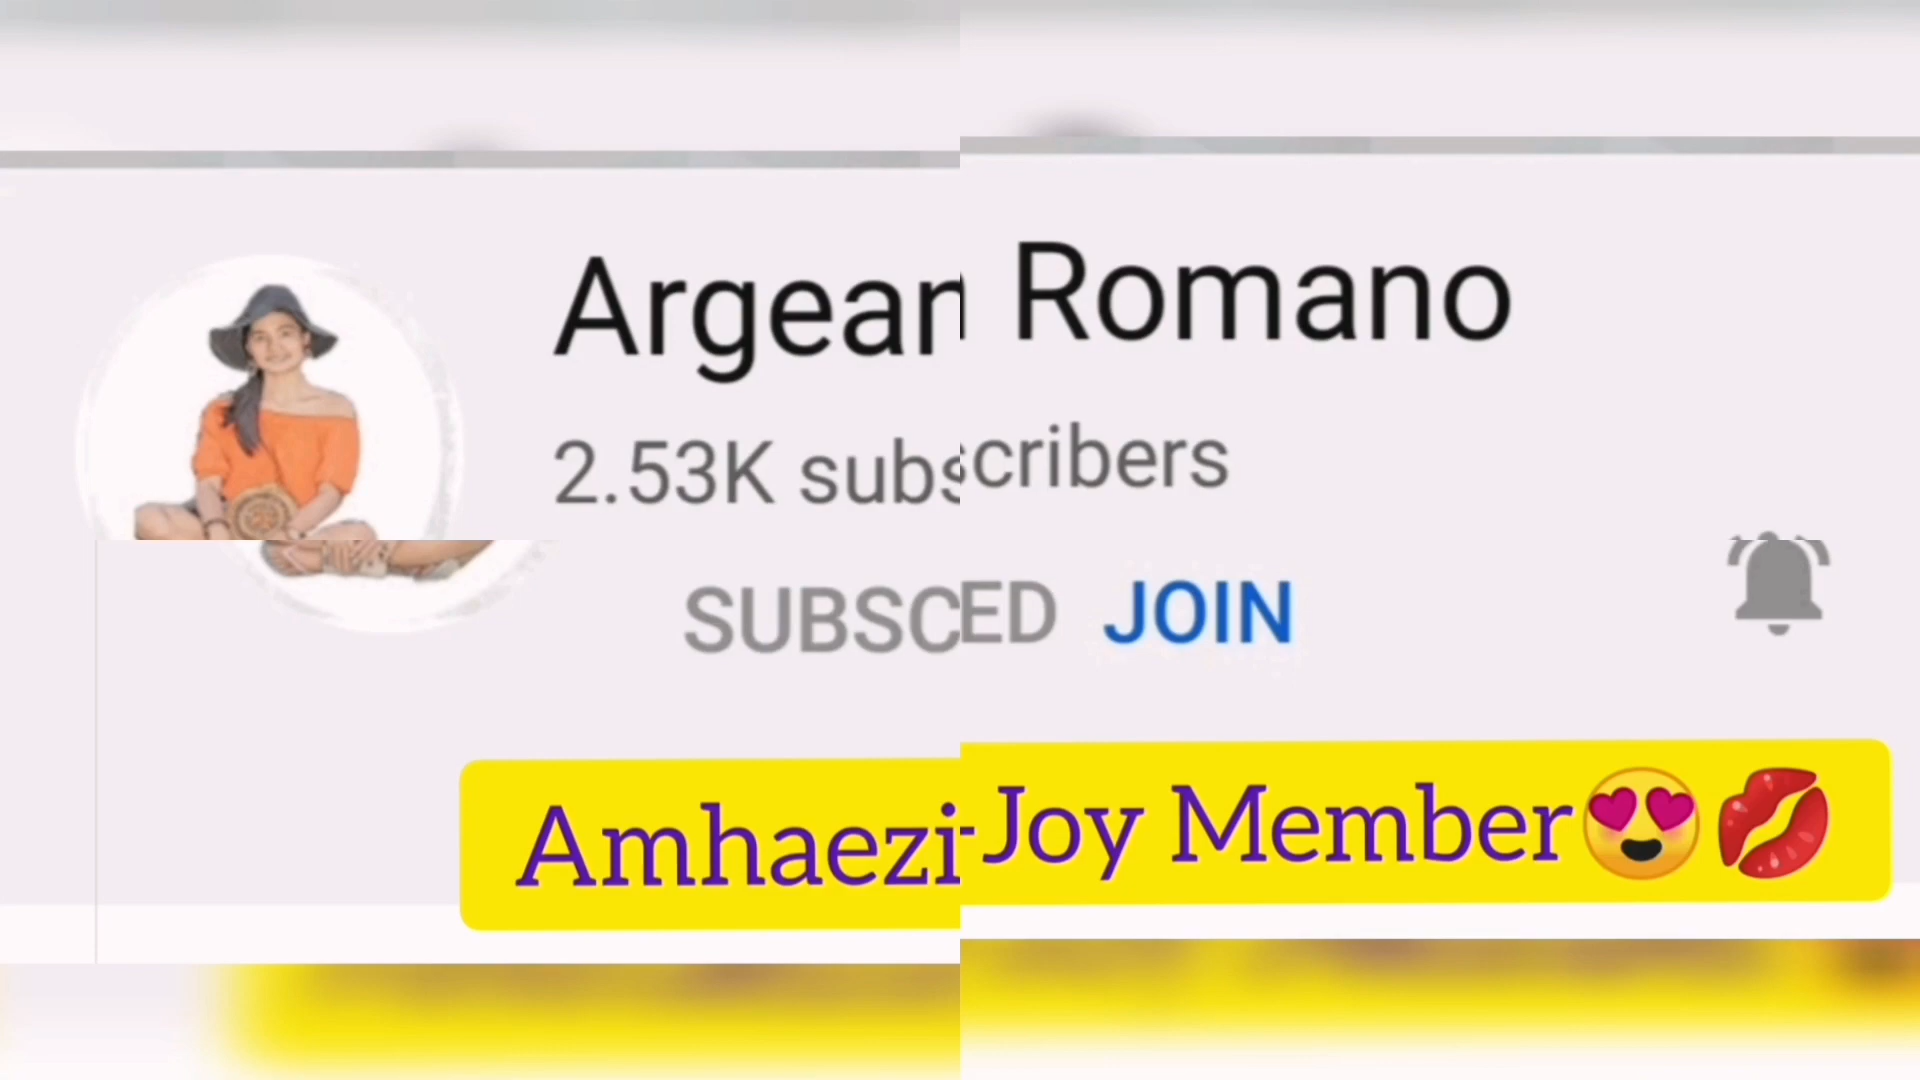 Argean Romano
2.53K subscribers
SUBSCED JOIN
Amhaezi-Joy Member😍💋